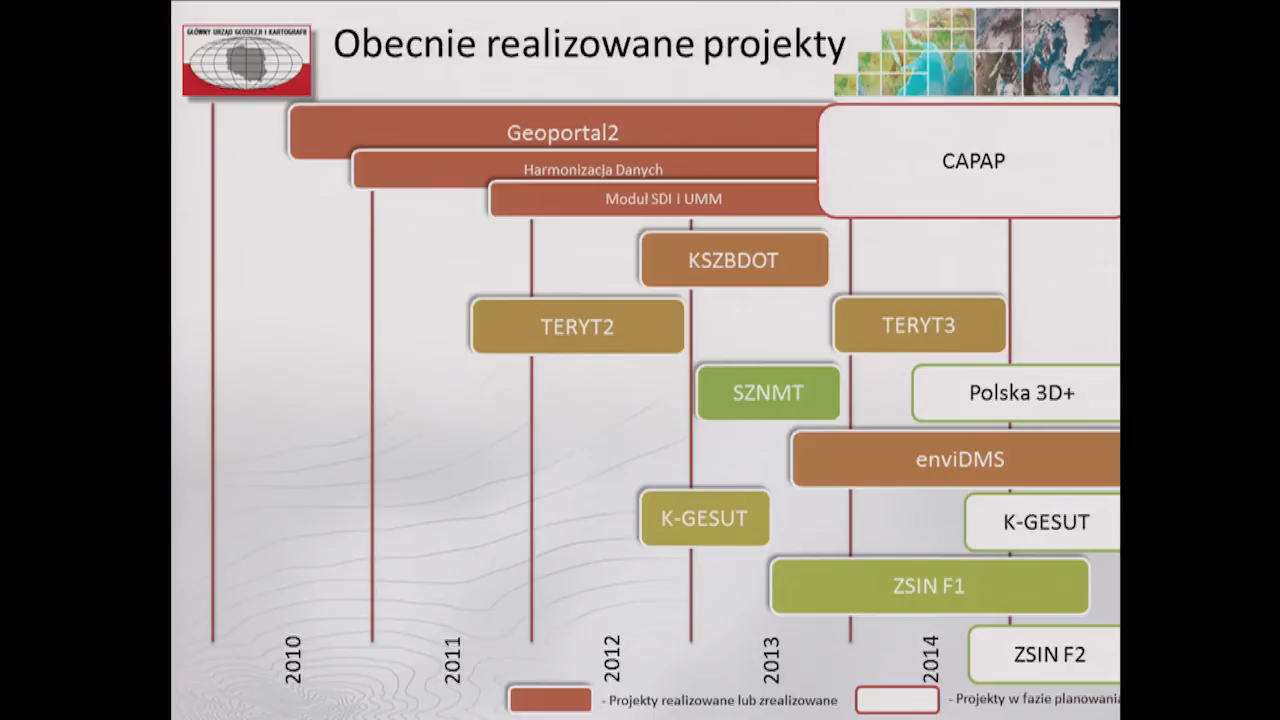 GŁÓWNY URZĄD GEODEZJI I KARTOGRAFII
Obecnie realizowane projekty
Geoportal2
CAPAP
Harmonizacja Danych
Moduł SDI i UMM
KSZBDOT
TERYT2
TERYT3
SZNMT
Polska 3D+
enviDMS
K-GESUT
K-GESUT
ZSIN F1
ZSIN F2
2010
2011
2012
2013
2014
- Projekty realizowane lub zrealizowane
- Projekty w fazie planowania